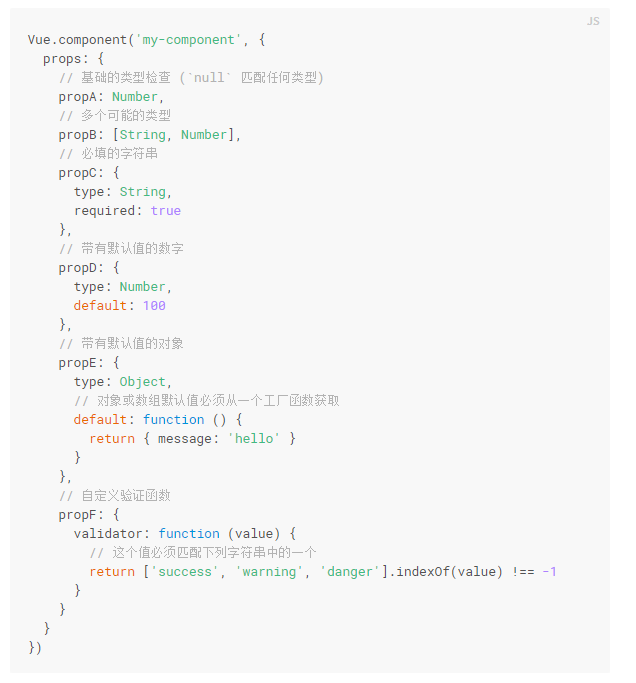 JS
Vue.component('my-component', {
  props: {
    // 基础的类型检查 (`null` 匹配任何类型)
    propA: Number,
    // 多个可能的类型
    propB: [String, Number],
    // 必填的字符串
    propC: {
      type: String,
      required: true
    },
    // 带有默认值的数字
    propD: {
      type: Number,
      default: 100
    },
    // 带有默认值的对象
    propE: {
      type: Object,
      // 对象或数组默认值必须从一个工厂函数获取
      default: function () {
        return { message: 'hello' }
      }
    },
    // 自定义验证函数
    propF: {
      validator: function (value) {
        // 这个值必须匹配下列字符串中的一个
        return ['success', 'warning', 'danger'].indexOf(value) !== -1
      }
    }
  }
})